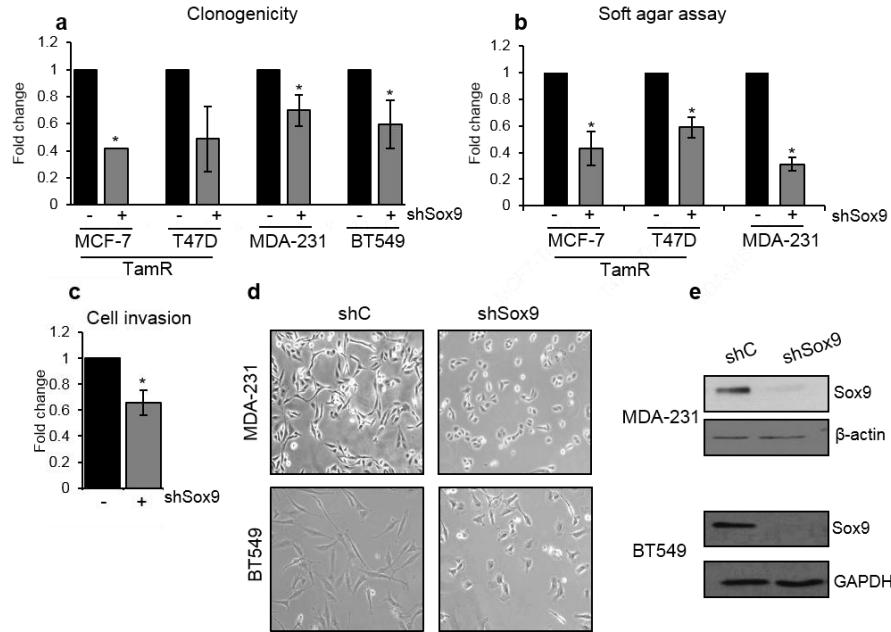 a
Clonogenicity
Fold change
1.2
1
0.8
0.6
0.4
0.2
0
*
*
*
- + - + - + - + shSox9
MCF-7 T47D MDA-231 BT549
TamR
b
Soft agar assay
Fold change
1.2
1
0.8
0.6
0.4
0.2
0
*
*
*
- + - + - + shSox9
MCF-7 T47D MDA-231
TamR
c
Cell invasion
Fold change
1.2
1
0.8
0.6
0.4
0.2
0
*
- + shSox9
d
shC shSox9
MDA-231
BT549
e
shC shSox9
Sox9
MDA-231
β-actin
Sox9
BT549
GAPDH